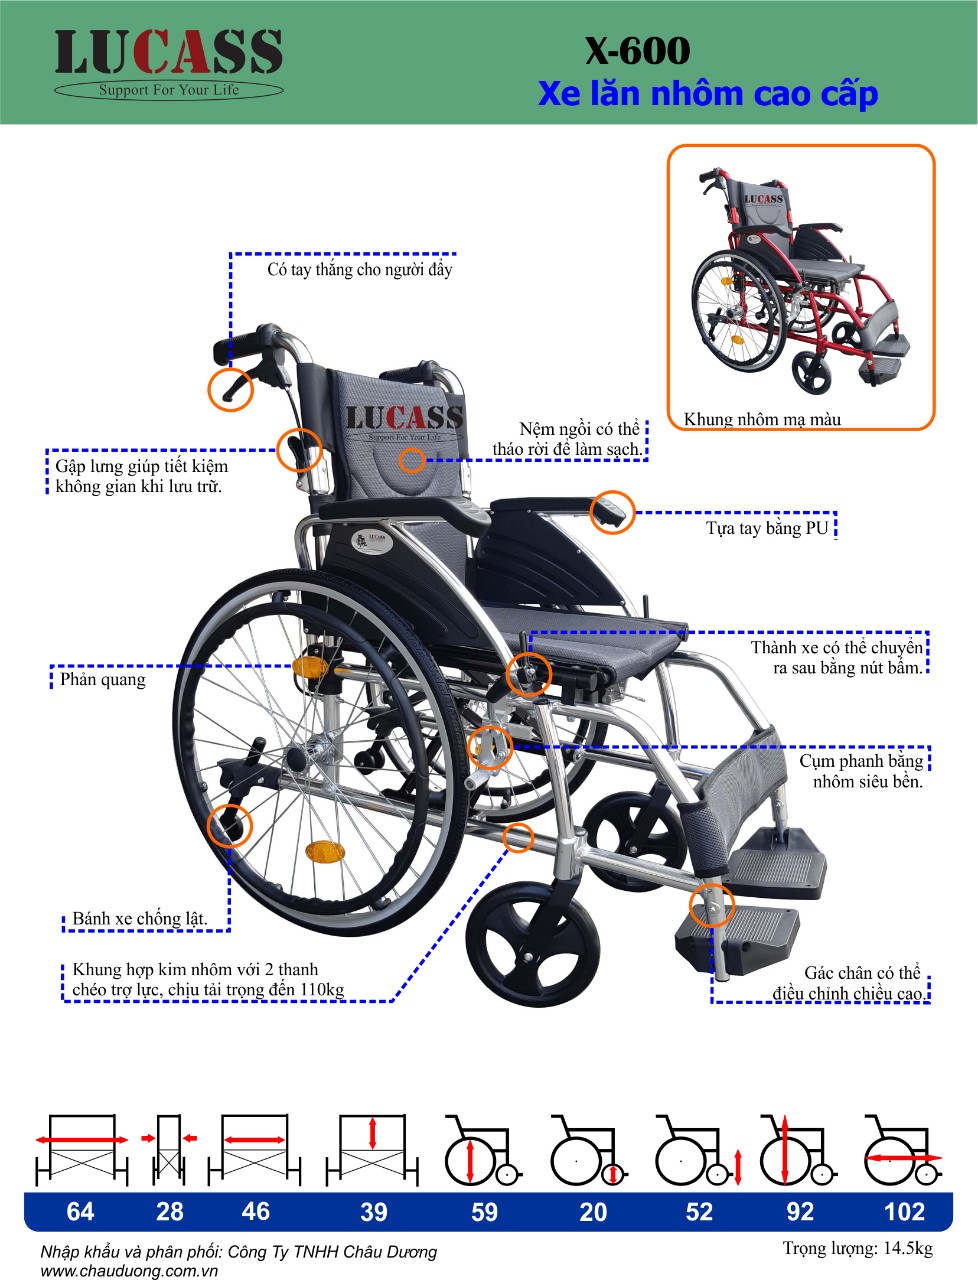 LUCASS
Support For Your Life
X-600
Xe lăn nhôm cao cấp
LUCASS
Khung nhôm mạ màu
Có tay thắng cho người đẩy
LUCASS
Support For Your Life
Nệm ngồi có thể
tháo rời để làm sạch.
Gập lưng giúp tiết kiệm
không gian khi lưu trữ.
Tựa tay bằng PU
LUCASS
Thành xe có thể chuyển
ra sau bằng nút bấm.
Phản quang
Cụm phanh bằng
nhôm siêu bền.
Bánh xe chống lật.
Khung hợp kim nhôm với 2 thanh
chéo trợ lực, chịu tải trọng đến 110kg
Gác chân có thể
điều chỉnh chiều cao.
64 28 46 39 59 20 52 92 102
Nhập khẩu và phân phối: Công Ty TNHH Châu Dương
www.chauduong.com.vn
Trọng lượng: 14.5kg